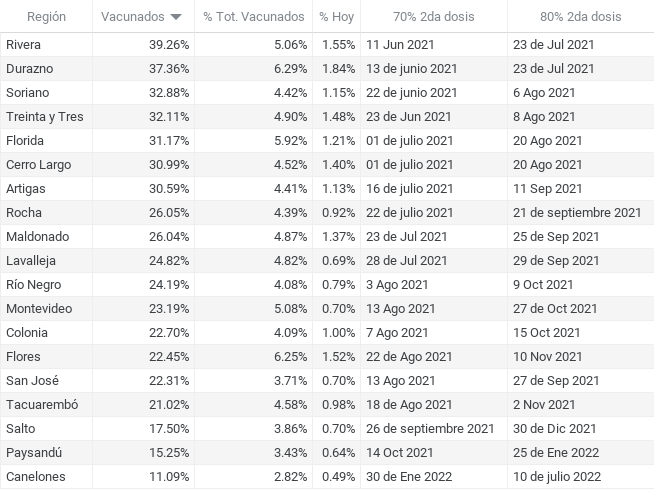 Región Vacunados % Tot. Vacunados % Hoy 70% 2da dosis 80% 2da dosis
Rivera 39.26% 5.06% 1.55% 11 Jun 2021 23 de Jul 2021
Durazno 37.36% 6.29% 1.84% 13 de junio 2021 23 de Jul 2021
Soriano 32.88% 4.42% 1.15% 22 de junio 2021 6 Ago 2021
Treinta y Tres 32.11% 4.90% 1.48% 23 de Jun 2021 8 Ago 2021
Florida 31.17% 5.92% 1.21% 01 de julio 2021 20 Ago 2021
Cerro Largo 30.99% 4.52% 1.40% 01 de julio 2021 20 Ago 2021
Artigas 30.59% 4.41% 1.13% 16 de julio 2021 11 Sep 2021
Rocha 26.05% 4.39% 0.92% 22 de julio 2021 21 de septiembre 2021
Maldonado 26.04% 4.87% 1.37% 23 de Jul 2021 25 de Sep 2021
Lavalleja 24.82% 4.82% 0.69% 28 de Jul 2021 29 de Sep 2021
Río Negro 24.19% 4.08% 0.79% 3 Ago 2021 9 Oct 2021
Montevideo 23.19% 5.08% 0.70% 13 Ago 2021 27 de Oct 2021
Colonia 22.70% 4.09% 1.00% 7 Ago 2021 15 Oct 2021
Flores 22.45% 6.25% 1.52% 22 de Ago 2021 10 Nov 2021
San José 22.31% 3.71% 0.70% 13 Ago 2021 27 de Sep 2021
Tacuarembó 21.02% 4.58% 0.98% 18 de Ago 2021 2 Nov 2021
Salto 17.50% 3.86% 0.70% 26 de septiembre 2021 30 de Dic 2021
Paysandú 15.25% 3.43% 0.64% 14 Oct 2021 25 de Ene 2022
Canelones 11.09% 2.82% 0.49% 30 de Ene 2022 10 de julio 2022